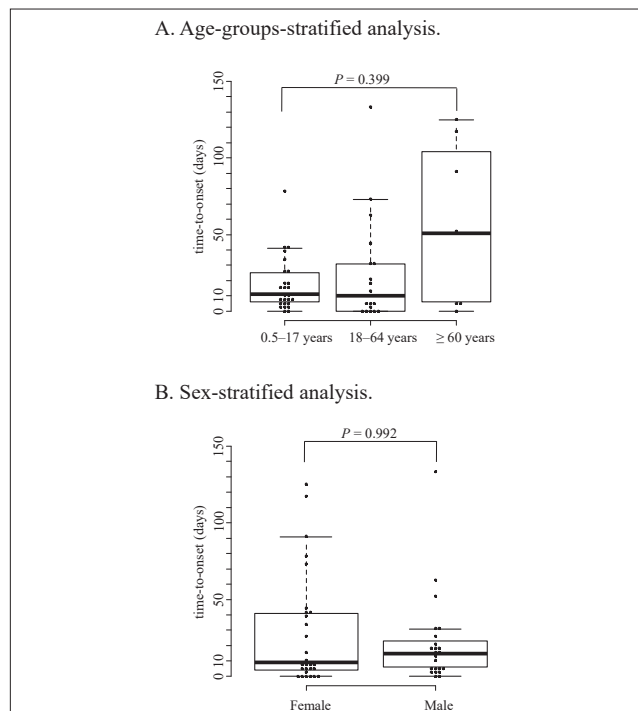 A. Age-groups-stratified analysis.
P = 0.399
time-to-onset (days)
150
100
50
10
0
0.5–17 years 18–64 years ≥ 60 years
B. Sex-stratified analysis.
P = 0.992
time-to-onset (days)
150
100
50
10
0
Female Male